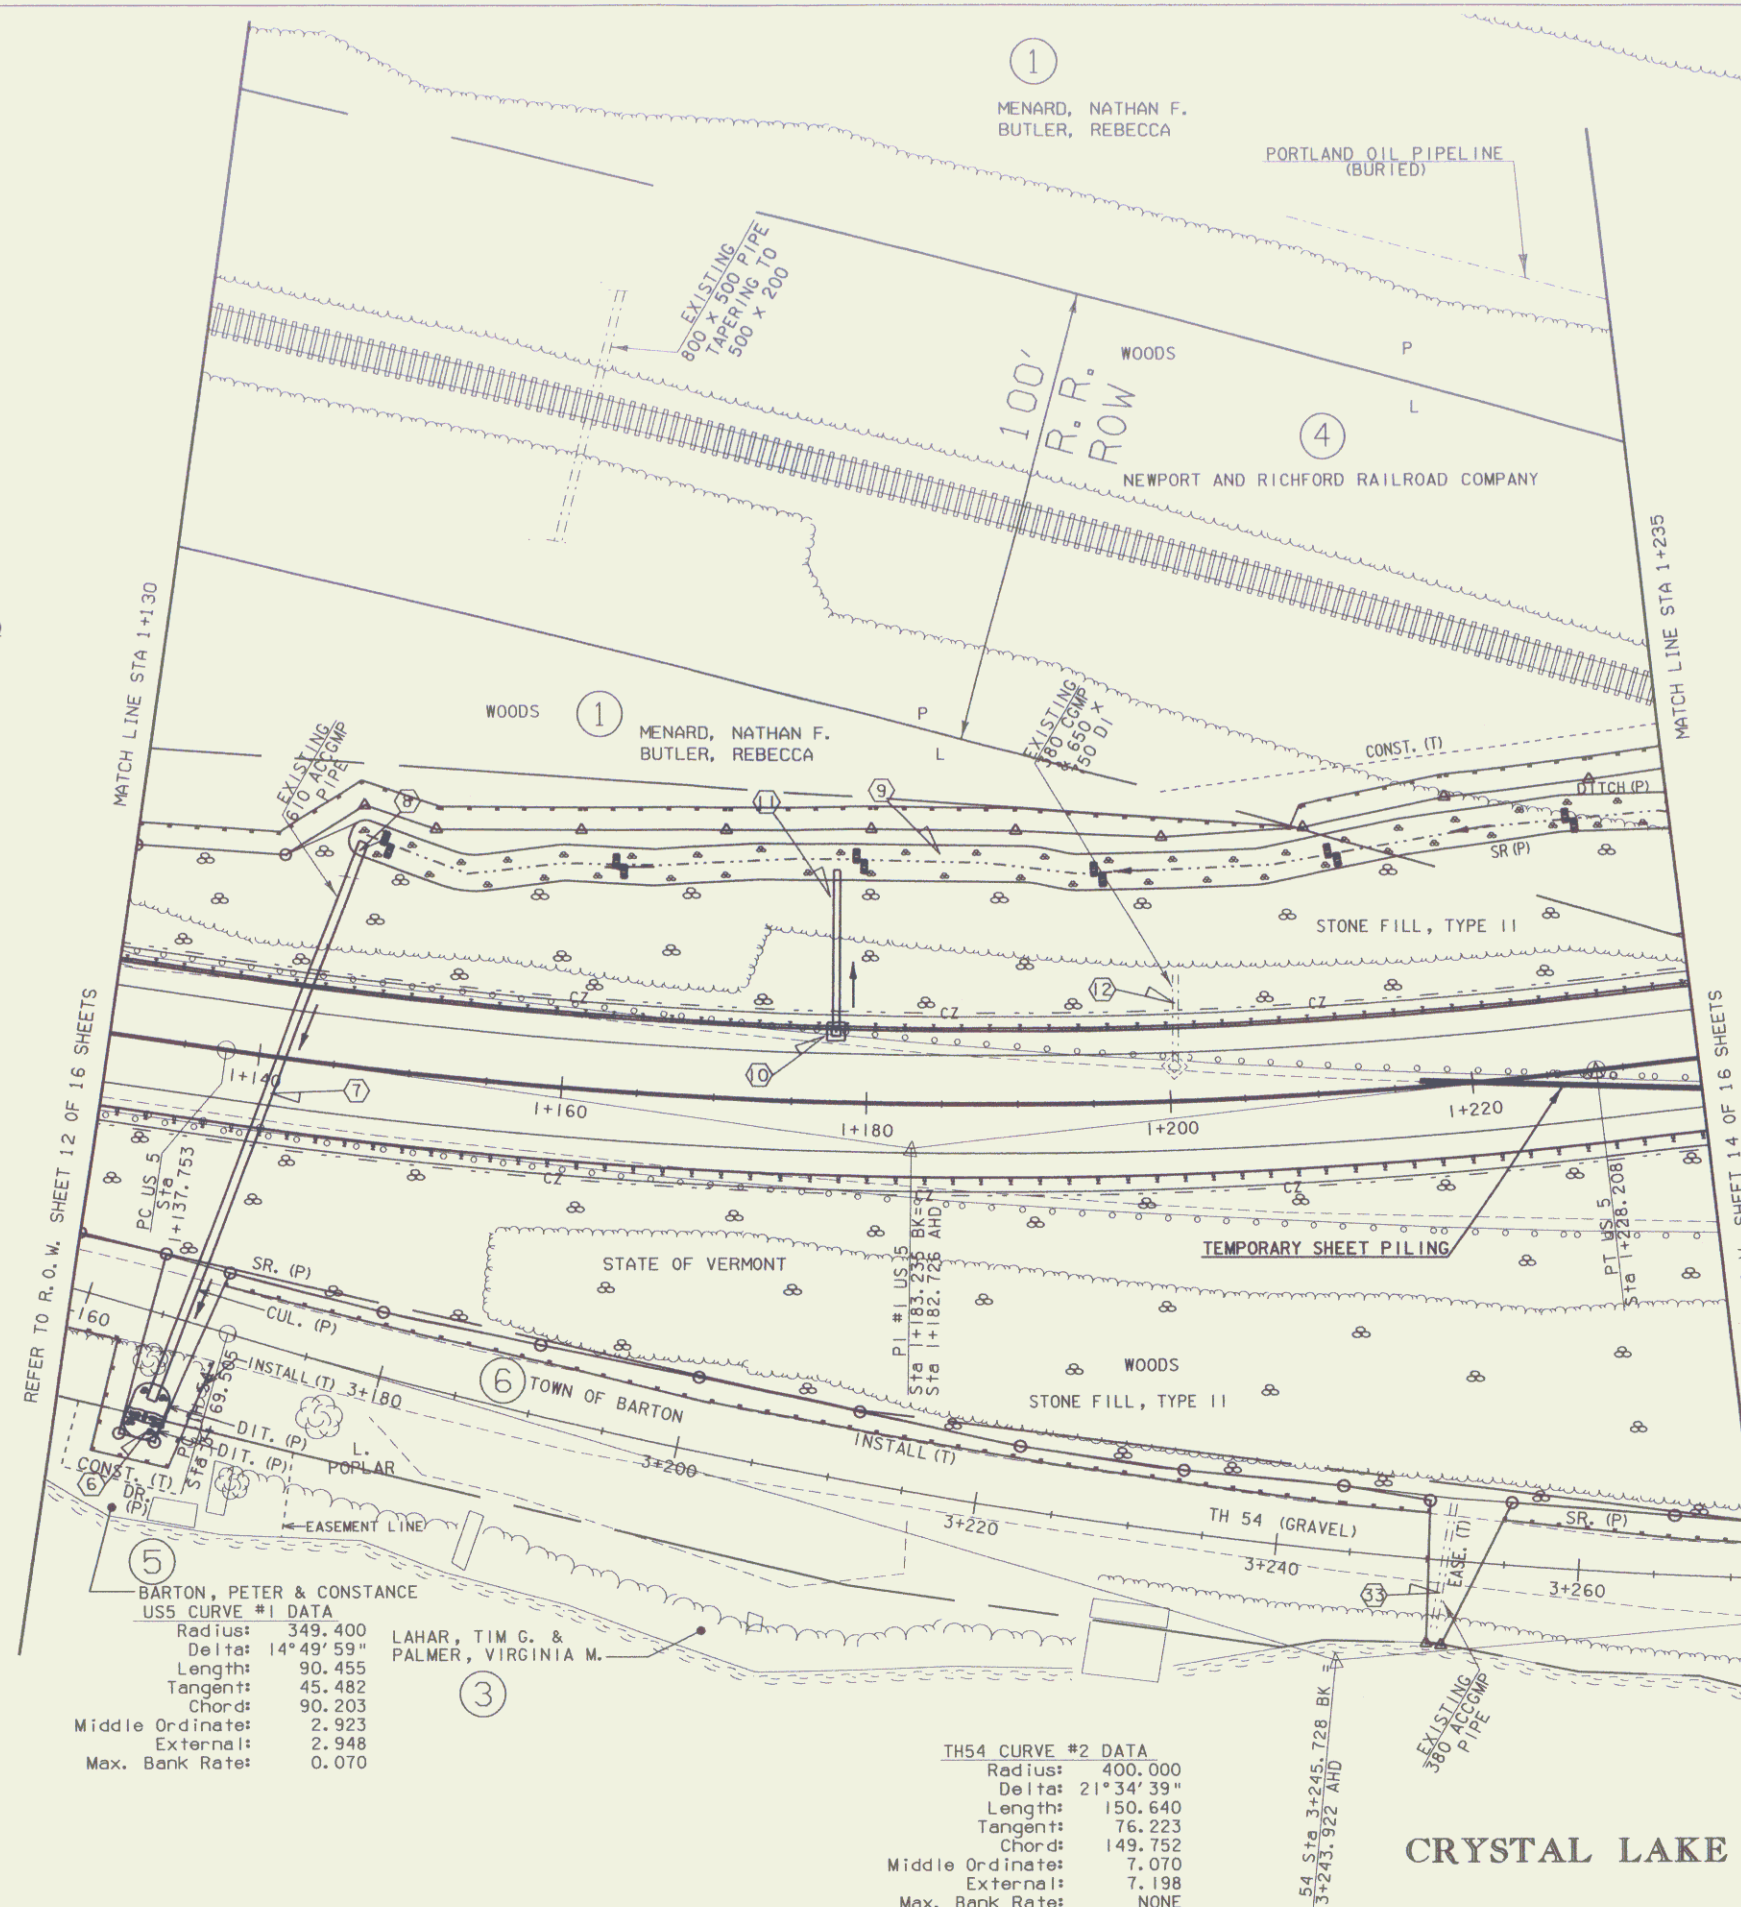 1
MENARD, NATHAN F.
BUTLER, REBECCA
PORTLAND OIL PIPELINE
(BURIED)
EXISTING
800 X 500 PIPE
TAPERING TO
500 X 200
100'
R. R.
ROW
WOODS
P
L
4
NEWPORT AND RICHFORD RAILROAD COMPANY
MATCH LINE STA 1+130
MATCH LINE STA 1+235
WOODS
1
MENARD, NATHAN F.
BUTLER, REBECCA
P
L
EXISTING
610 ACCGMP
PIPE
EXISTING
380 CGMP
& 650 X
750 DI
CONST. (T)
8
11
9
DITCH (P)
SR (P)
STONE FILL, TYPE II
CZ
CZ
CZ
12
10
7
1+140
1+160
1+180
1+200
1+220
REFER TO R. O. W. SHEET 12 OF 16 SHEETS
SHEET 14 OF 16 SHEETS
PC US 5
Sta
1+137.753
CZ
CZ
CZ
PI #1 US 5
Sta 1+183.235 BK=
Sta 1+182.726 AHD
TEMPORARY SHEET PILING
PT US 5
Sta 1+228.208
STATE OF VERMONT
SR. (P)
CUL. (P)
160
INSTALL (T)
3+180
6
TOWN OF BARTON
WOODS
STONE FILL, TYPE II
INSTALL (T)
DIT. (P)
DIT. (P)
L.
POPLAR
CONST. (T)
6
DR.
(P)
Sta
69.505
3+200
3+220
TH 54 (GRAVEL)
3+240
3+260
SR. (P)
EASE. (T)
33
EASEMENT LINE
5
BARTON, PETER & CONSTANCE
US5 CURVE #1 DATA
Radius: 349.400
Delta: 14°49'59"
Length: 90.455
Tangent: 45.482
Chord: 90.203
Middle Ordinate: 2.923
External: 2.948
Max. Bank Rate: 0.070
LAHAR, TIM G. &
PALMER, VIRGINIA M.
3
EXISTING
380 ACCGMP
PIPE
54 Sta 3+245.728 BK =
3+243.922 AHD
TH54 CURVE #2 DATA
Radius: 400.000
Delta: 21°34'39"
Length: 150.640
Tangent: 76.223
Chord: 149.752
Middle Ordinate: 7.070
External: 7.198
Max. Bank Rate: NONE
CRYSTAL LAKE